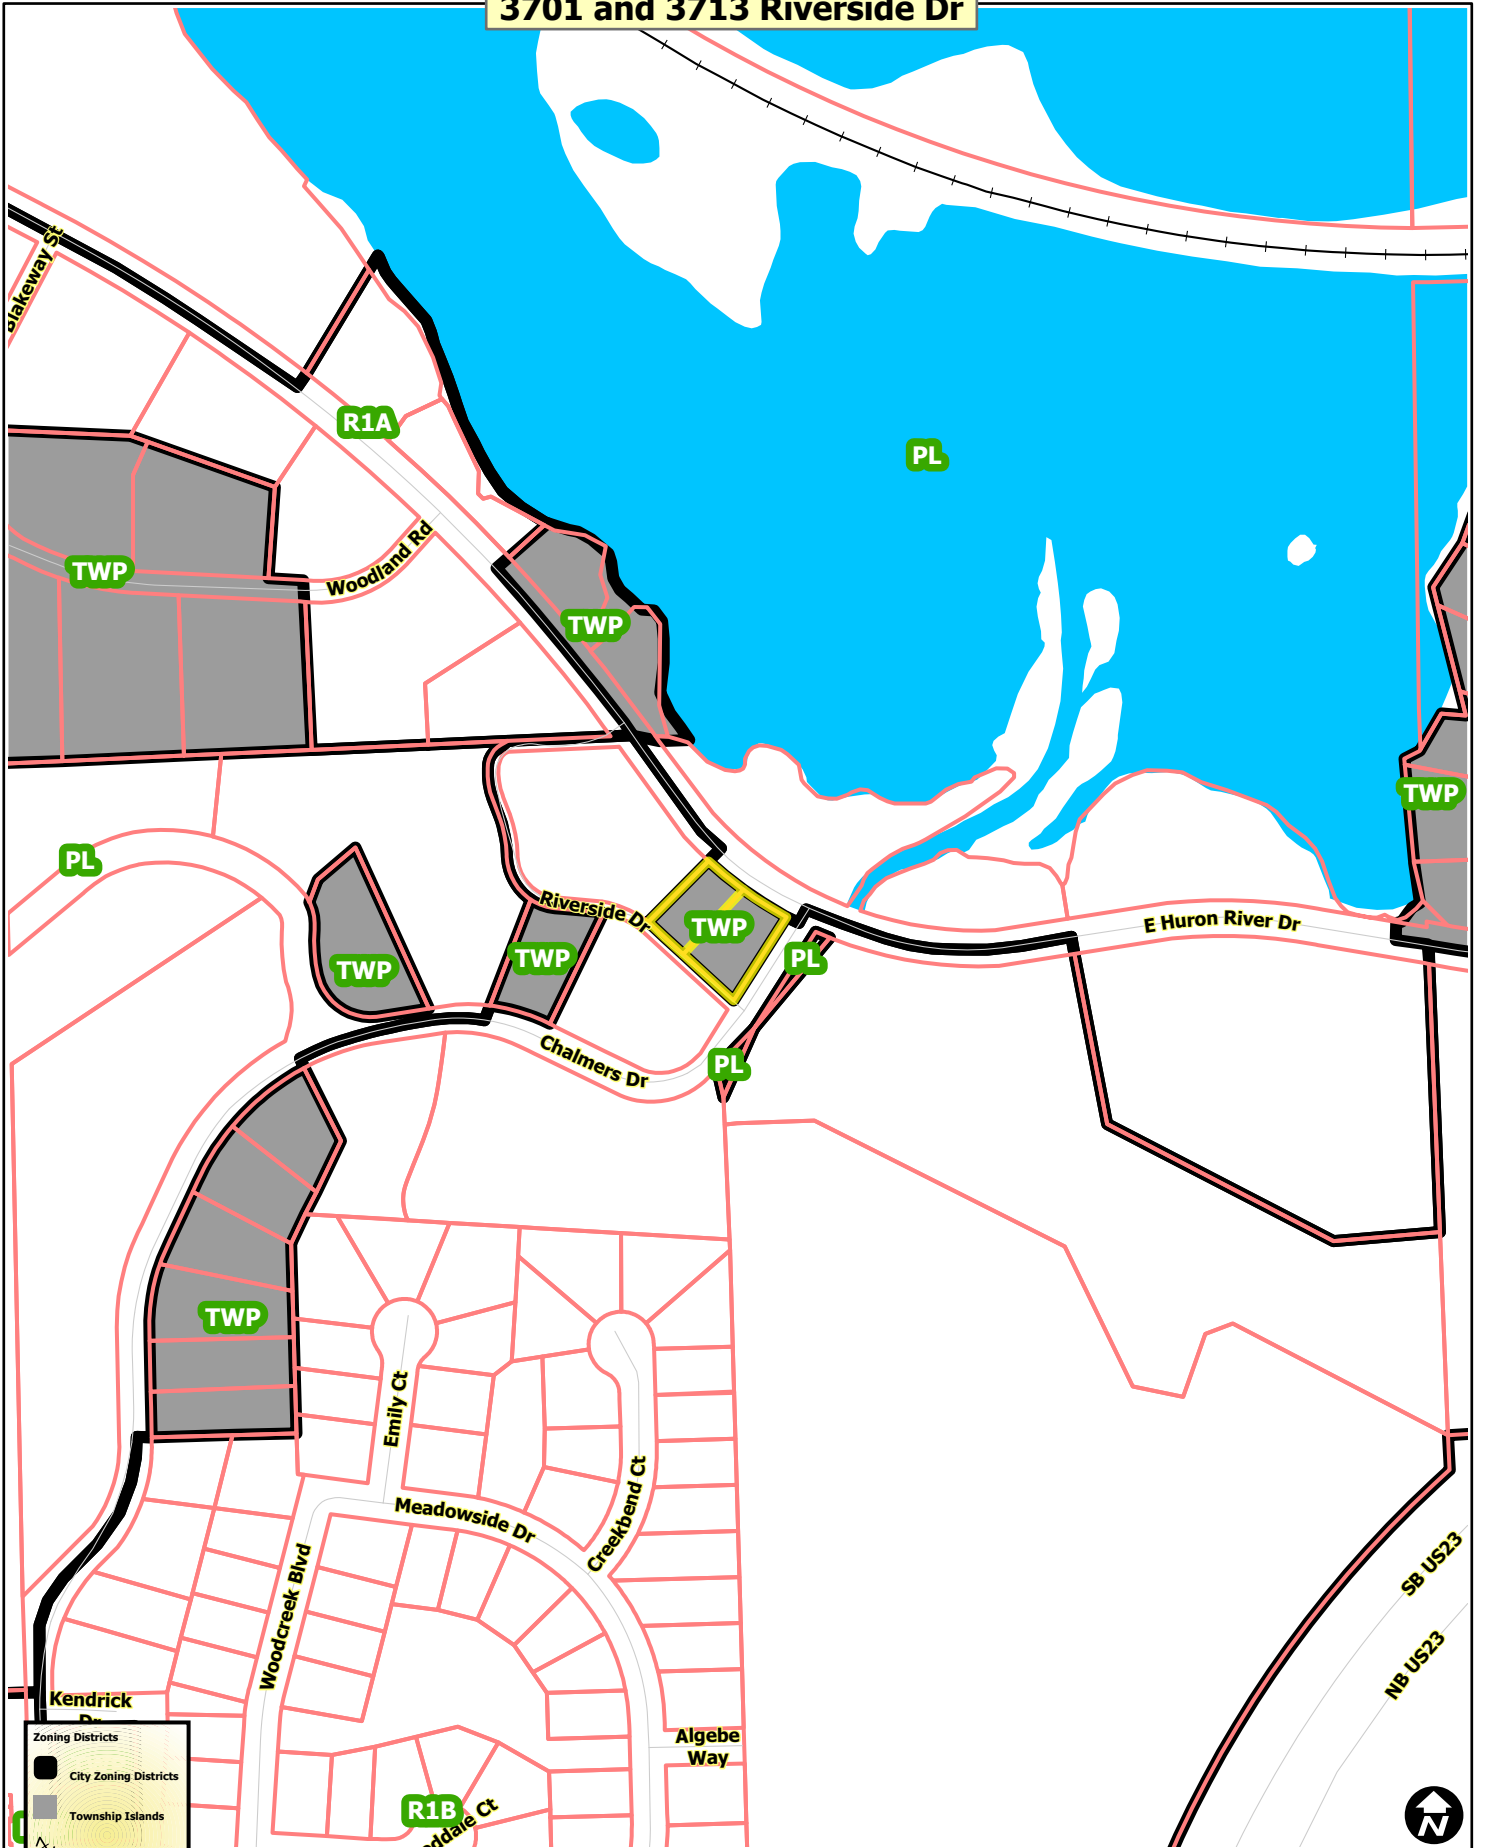 3701 and 3713 Riverside Dr
Blakeway St
R1A
PL
TWP
Woodland Rd
TWP
TWP
PL
Riverside Dr
TWP
E Huron River Dr
TWP
TWP
PL
Chalmers Dr
PL
TWP
Emily Ct
Creekbend Ct
Meadowside Dr
Woodcreek Blvd
SB US23
NB US23
Kendrick
Dr
Algebe
Way
R1B
Ct
Zoning Districts
City Zoning Districts
Township Islands
N